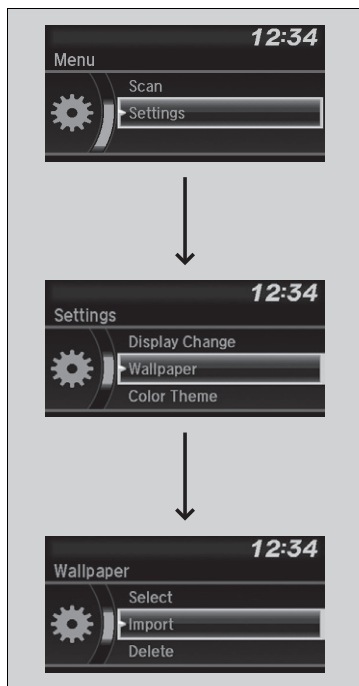 12:34
Menu
Scan
Settings
12:34
Settings
Display Change
Wallpaper
Color Theme
12:34
Wallpaper
Select
Import
Delete